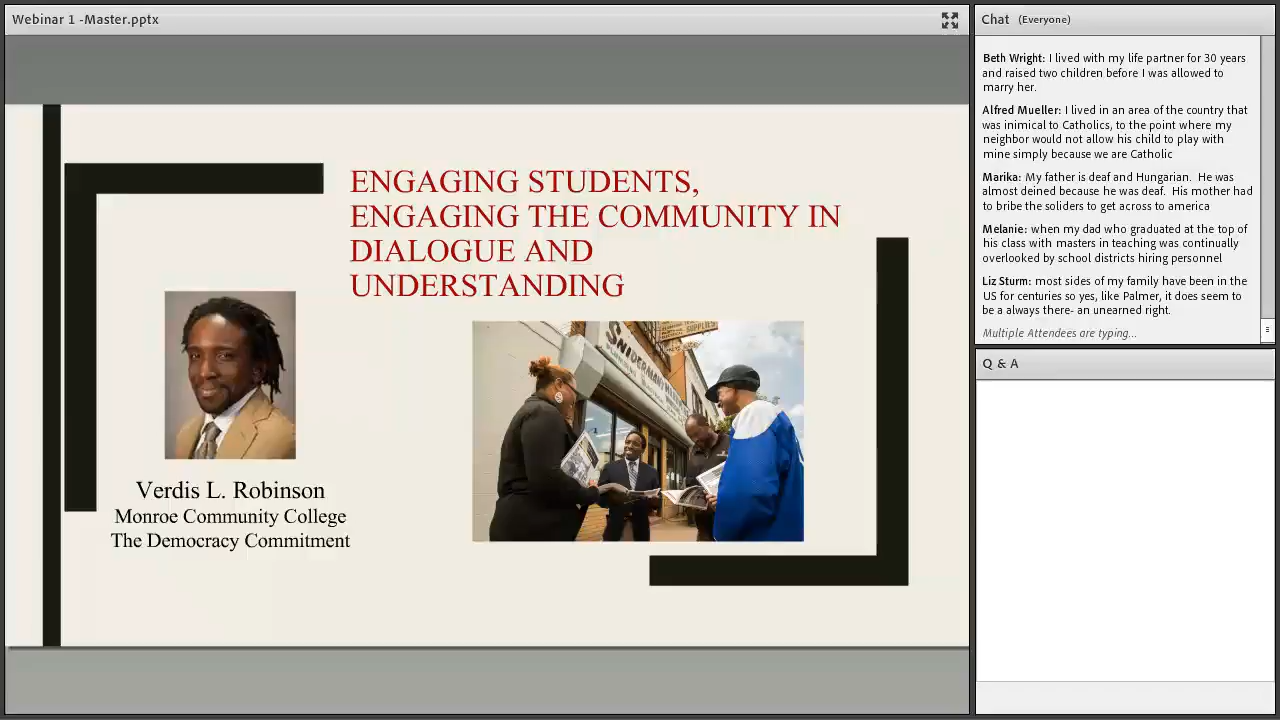 Webinar 1 -Master.pptx
ENGAGING STUDENTS,
ENGAGING THE COMMUNITY IN
DIALOGUE AND
UNDERSTANDING
SNIDERMAN
SUPPLIES
Verdis L. Robinson
Monroe Community College
The Democracy Commitment
Chat (Everyone)
Beth Wright: I lived with my life partner for 30 years
and raised two children before I was allowed to
marry her.
Alfred Mueller: I lived in an area of the country that
was inimical to Catholics, to the point where my
neighbor would not allow his child to play with
mine simply because we are Catholic
Marika: My father is deaf and Hungarian. He was
almost deined because he was deaf. His mother had
to bribe the soliders to get across to america
Melanie: when my dad who graduated at the top of
his class with masters in teaching was continually
overlooked by school districts hiring personnel
Liz Sturm: most sides of my family have been in the
US for centuries so yes, like Palmer, it does seem to
be a always there- an unearned right.
Multiple Attendees are typing...
Q & A